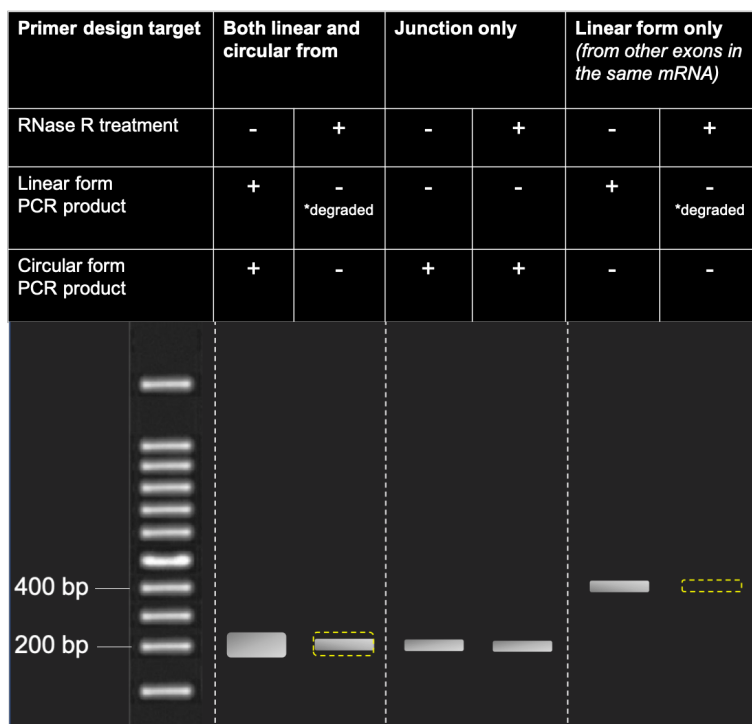 Primer design target
Both linear and
circular from
Junction only
Linear form only
(from other exons in
the same mRNA)
RNase R treatment
-
+
-
+
-
+
Linear form
PCR product
+
-
*degraded
-
-
+
-
*degraded
Circular form
PCR product
+
-
+
+
-
-
400 bp
200 bp